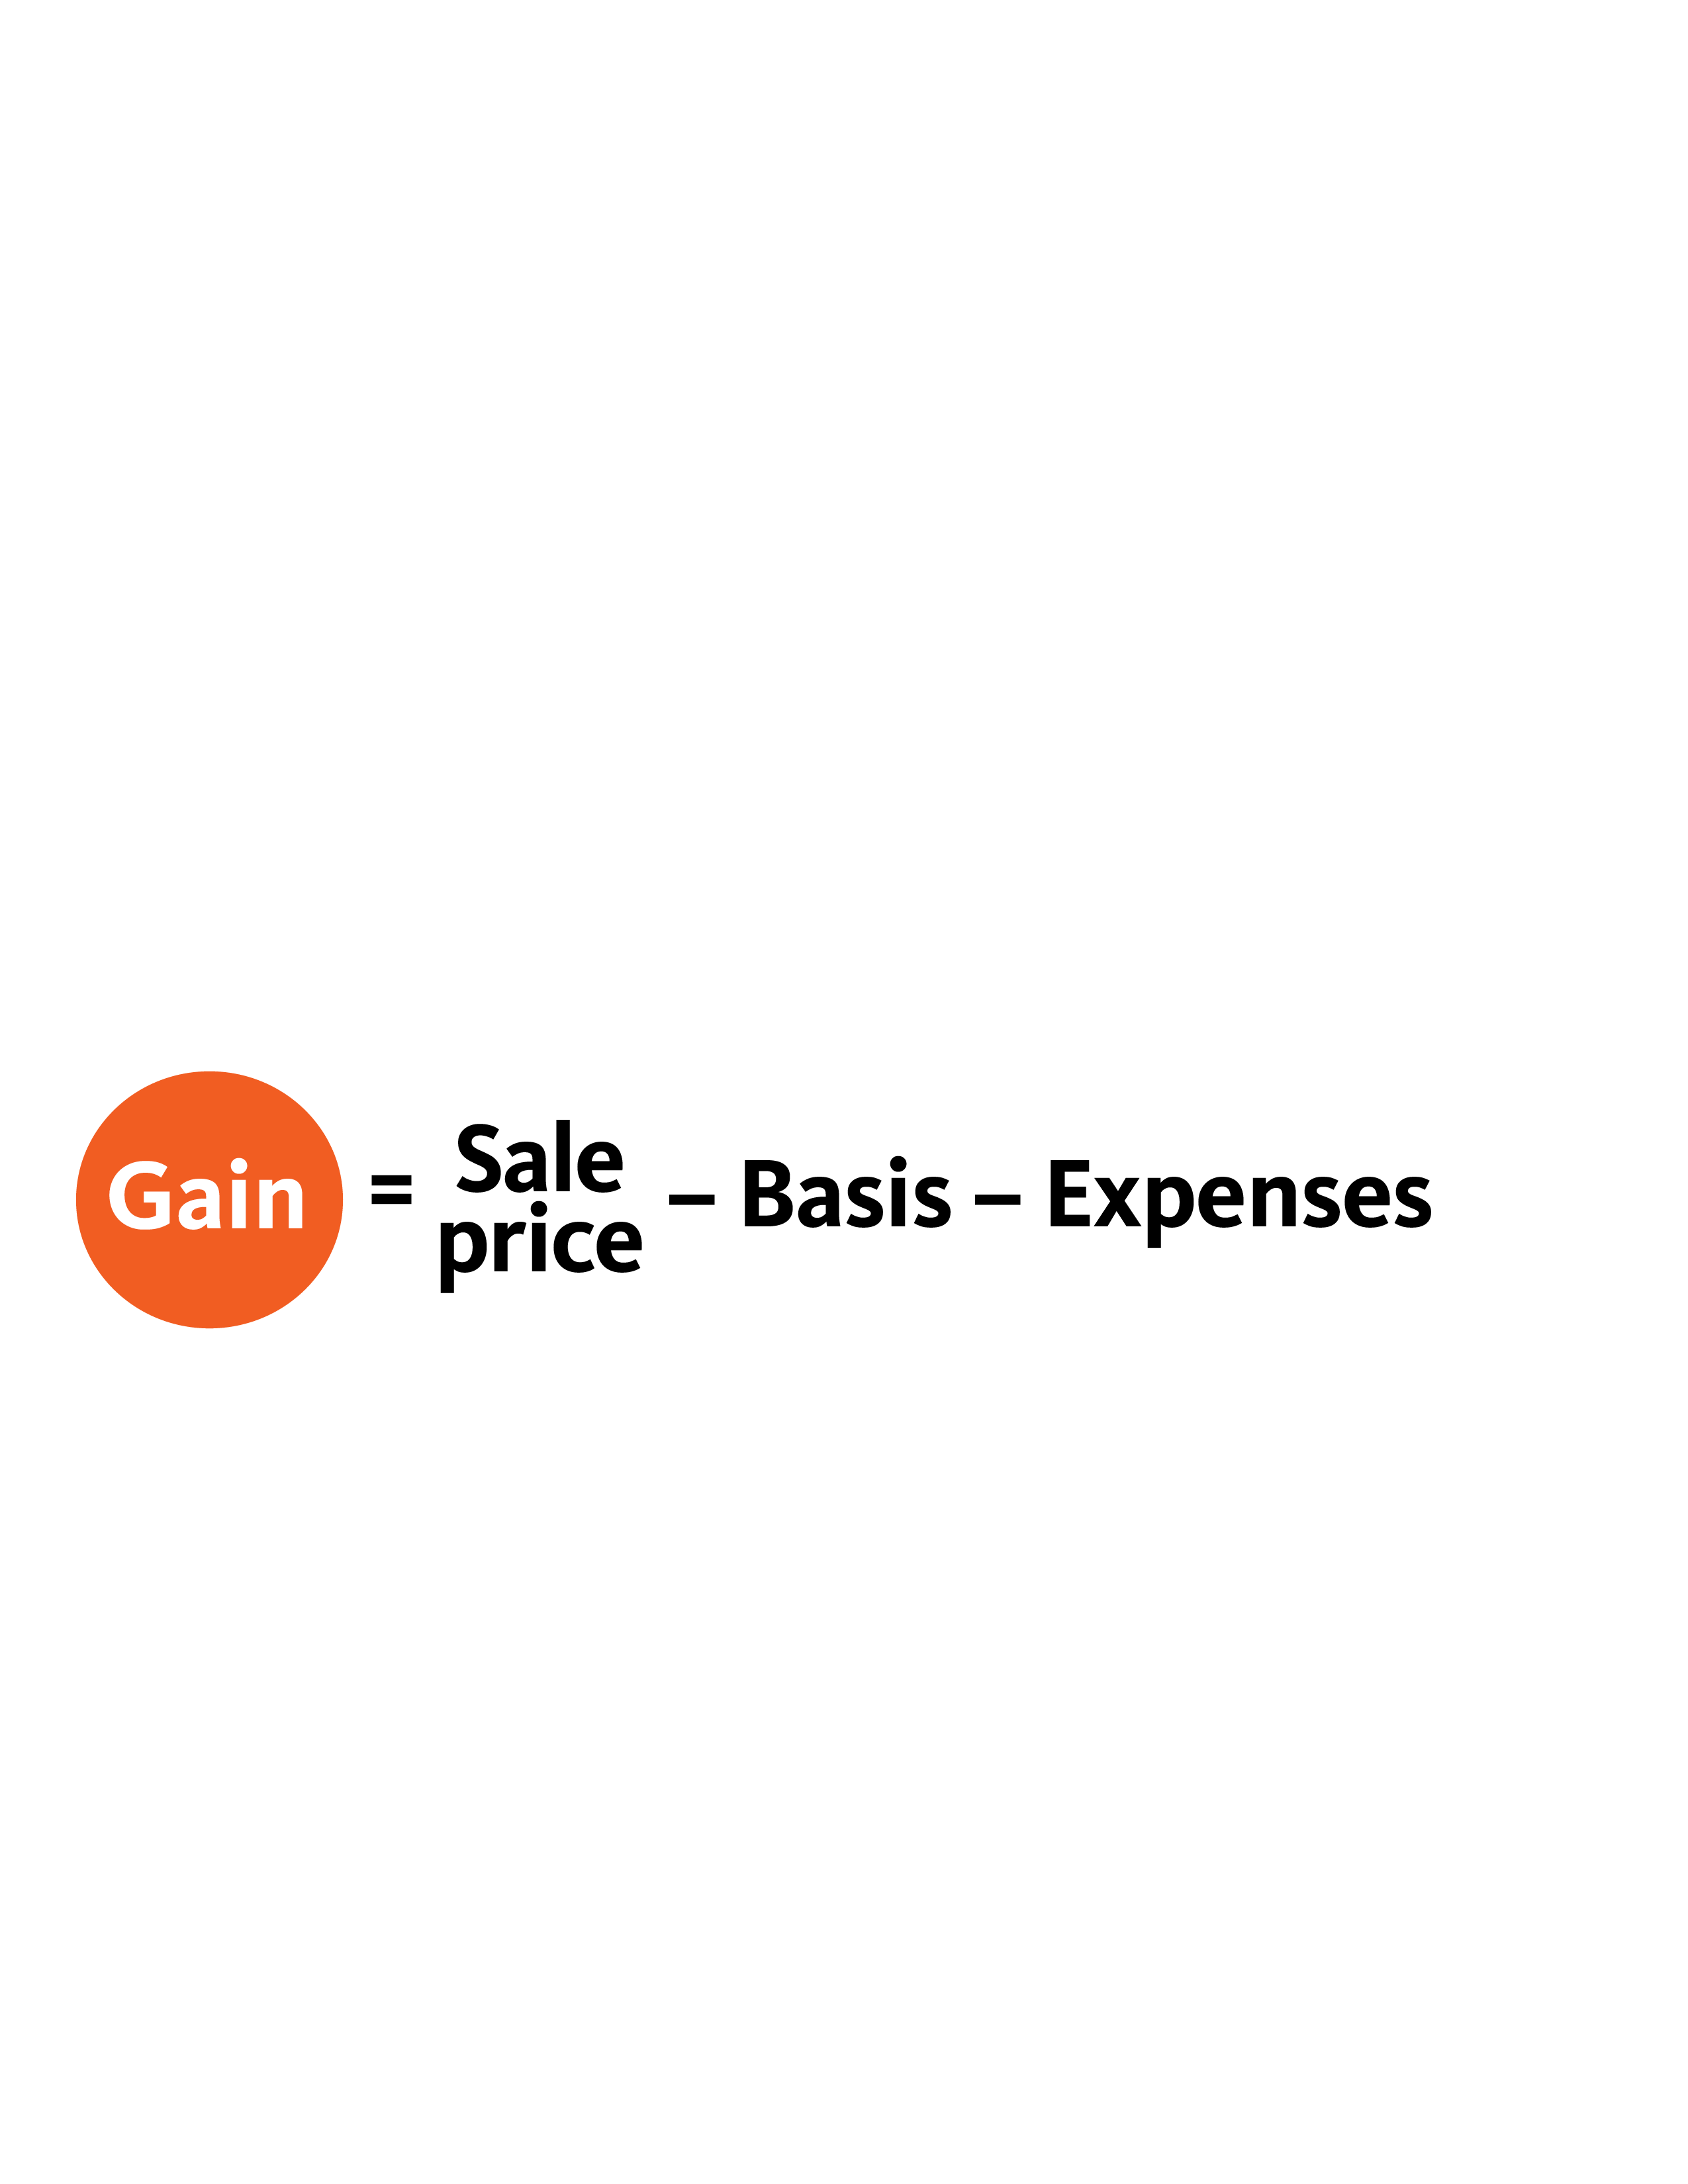 Gain = Sale price – Basis – Expenses